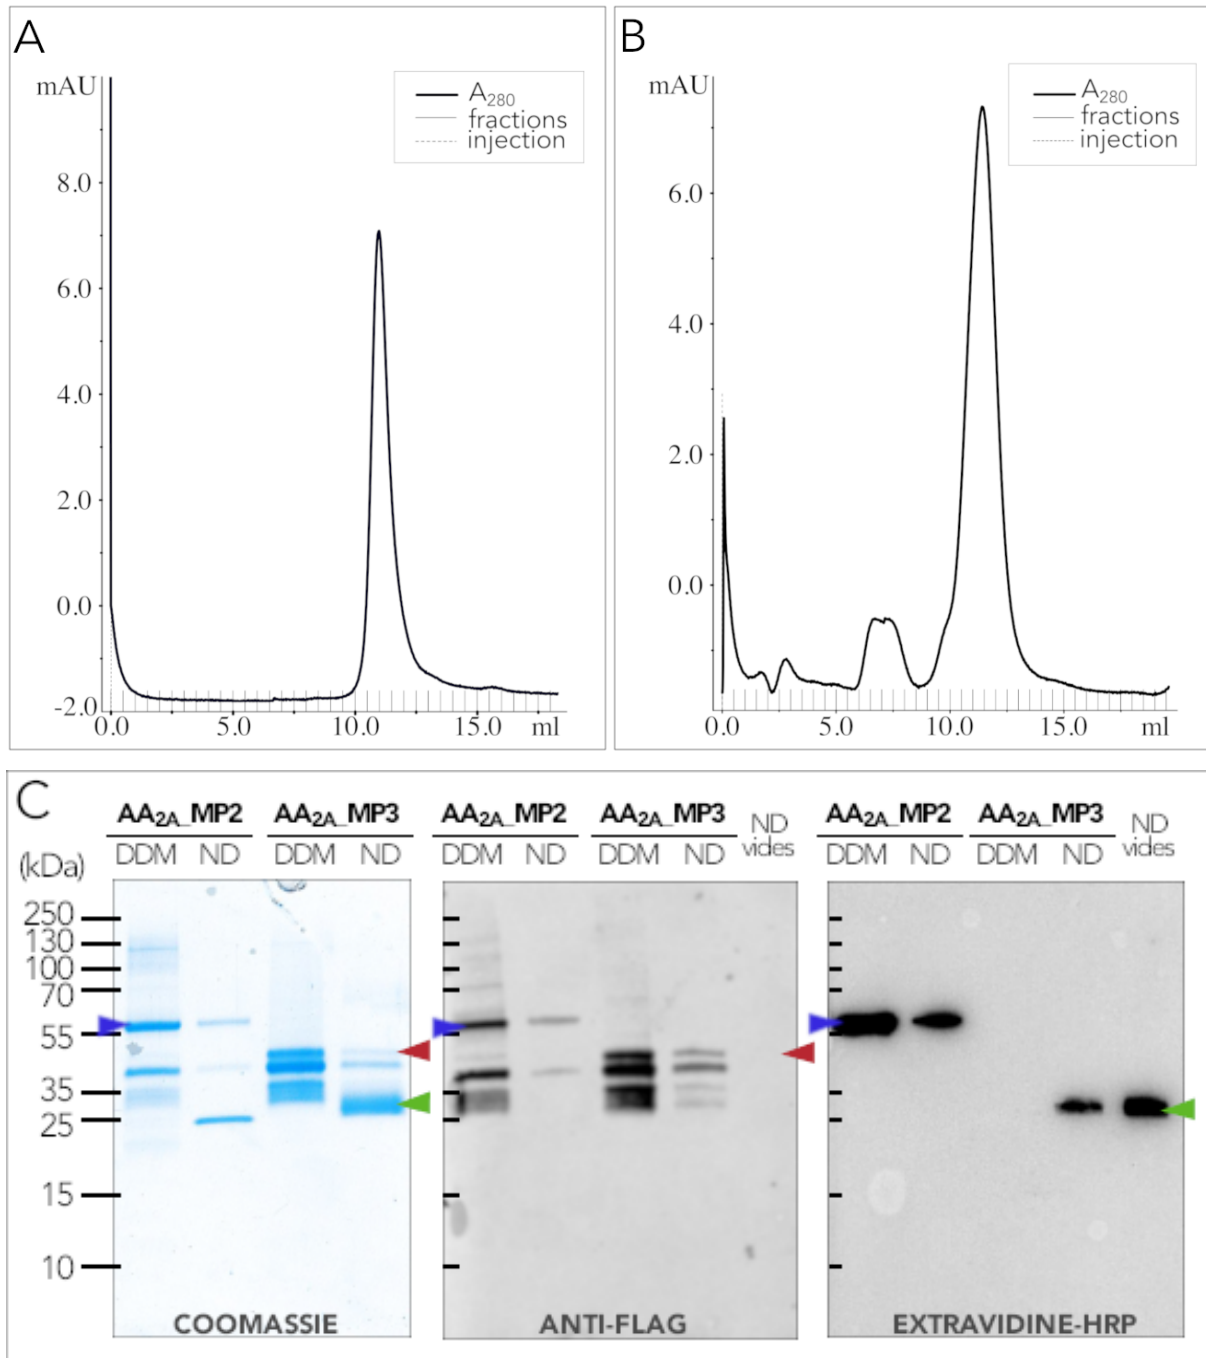 A
mAU
A280
fractions
injection
8.0
6.0
4.0
2.0
0.0
-2.0
0.0 5.0 10.0 15.0 ml
B
mAU
A280
fractions
injection
6.0
4.0
2.0
0.0
0.0 5.0 10.0 15.0 ml
C
AA2A_MP2 AA2A_MP3 AA2A_MP2 AA2A_MP3 ND vides AA2A_MP2 AA2A_MP3 ND vides
(kDa) DDM ND DDM ND DDM ND DDM ND DDM ND DDM ND
250
130
100
70
55
35
25
15
10
COOMASSIE ANTI-FLAG EXTRAVIDINE-HRP